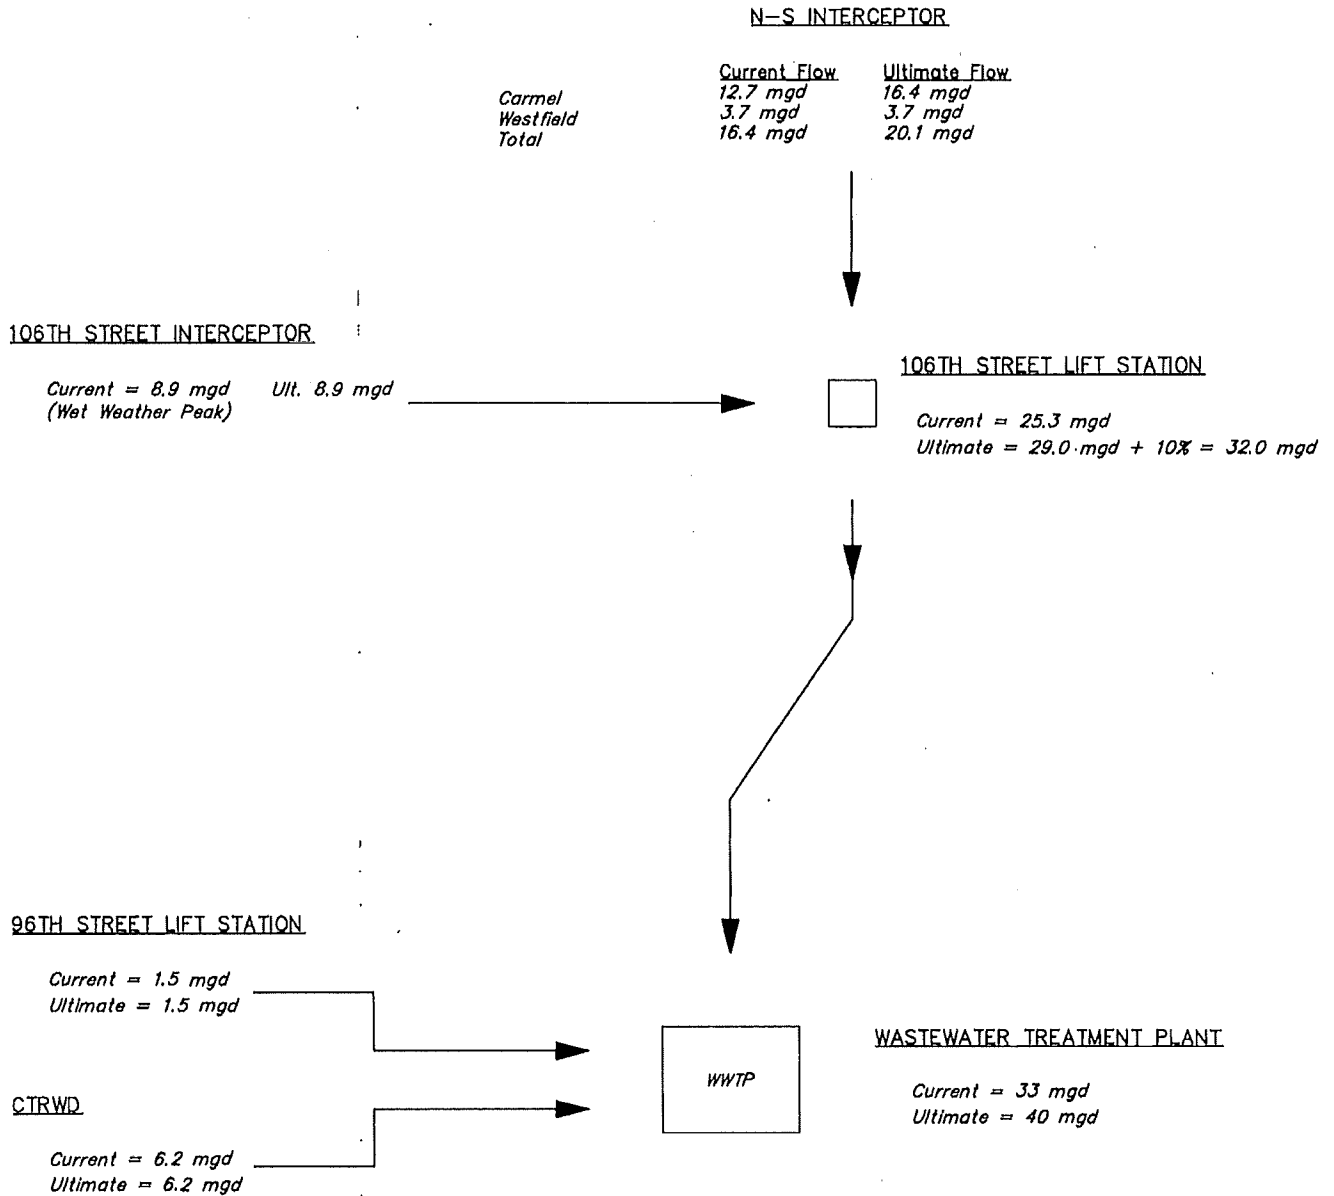 N-S INTERCEPTOR
Current Flow Ultimate Flow
Carmel 12.7 mgd 16.4 mgd
Westfield 3.7 mgd 3.7 mgd
Total 16.4 mgd 20.1 mgd
106TH STREET INTERCEPTOR
Current = 8.9 mgd Ult. 8.9 mgd
(Wet Weather Peak)
106TH STREET LIFT STATION
Current = 25.3 mgd
Ultimate = 29.0 mgd + 10% = 32.0 mgd
96TH STREET LIFT STATION
Current = 1.5 mgd
Ultimate = 1.5 mgd
WWTP
WASTEWATER TREATMENT PLANT
Current = 33 mgd
Ultimate = 40 mgd
CTRWD
Current = 6.2 mgd
Ultimate = 6.2 mgd